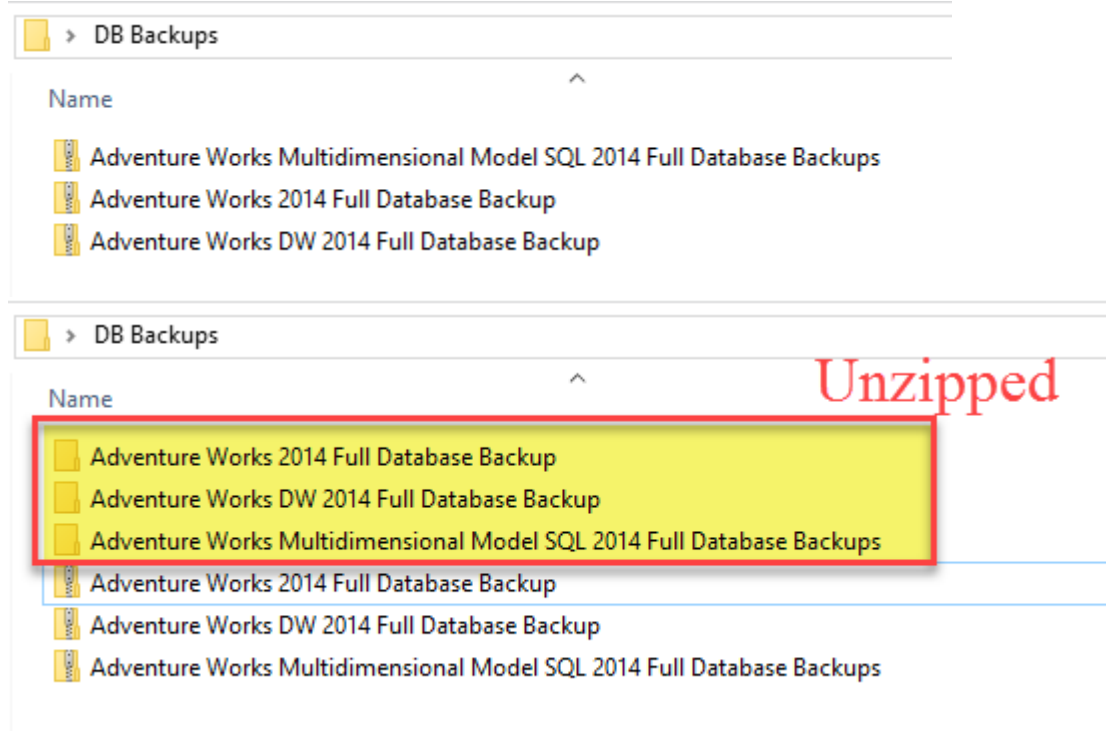 > DB Backups
Name
Adventure Works Multidimensional Model SQL 2014 Full Database Backups
Adventure Works 2014 Full Database Backup
Adventure Works DW 2014 Full Database Backup
> DB Backups
Unzipped
Name
Adventure Works 2014 Full Database Backup
Adventure Works DW 2014 Full Database Backup
Adventure Works Multidimensional Model SQL 2014 Full Database Backups
Adventure Works 2014 Full Database Backup
Adventure Works DW 2014 Full Database Backup
Adventure Works Multidimensional Model SQL 2014 Full Database Backups